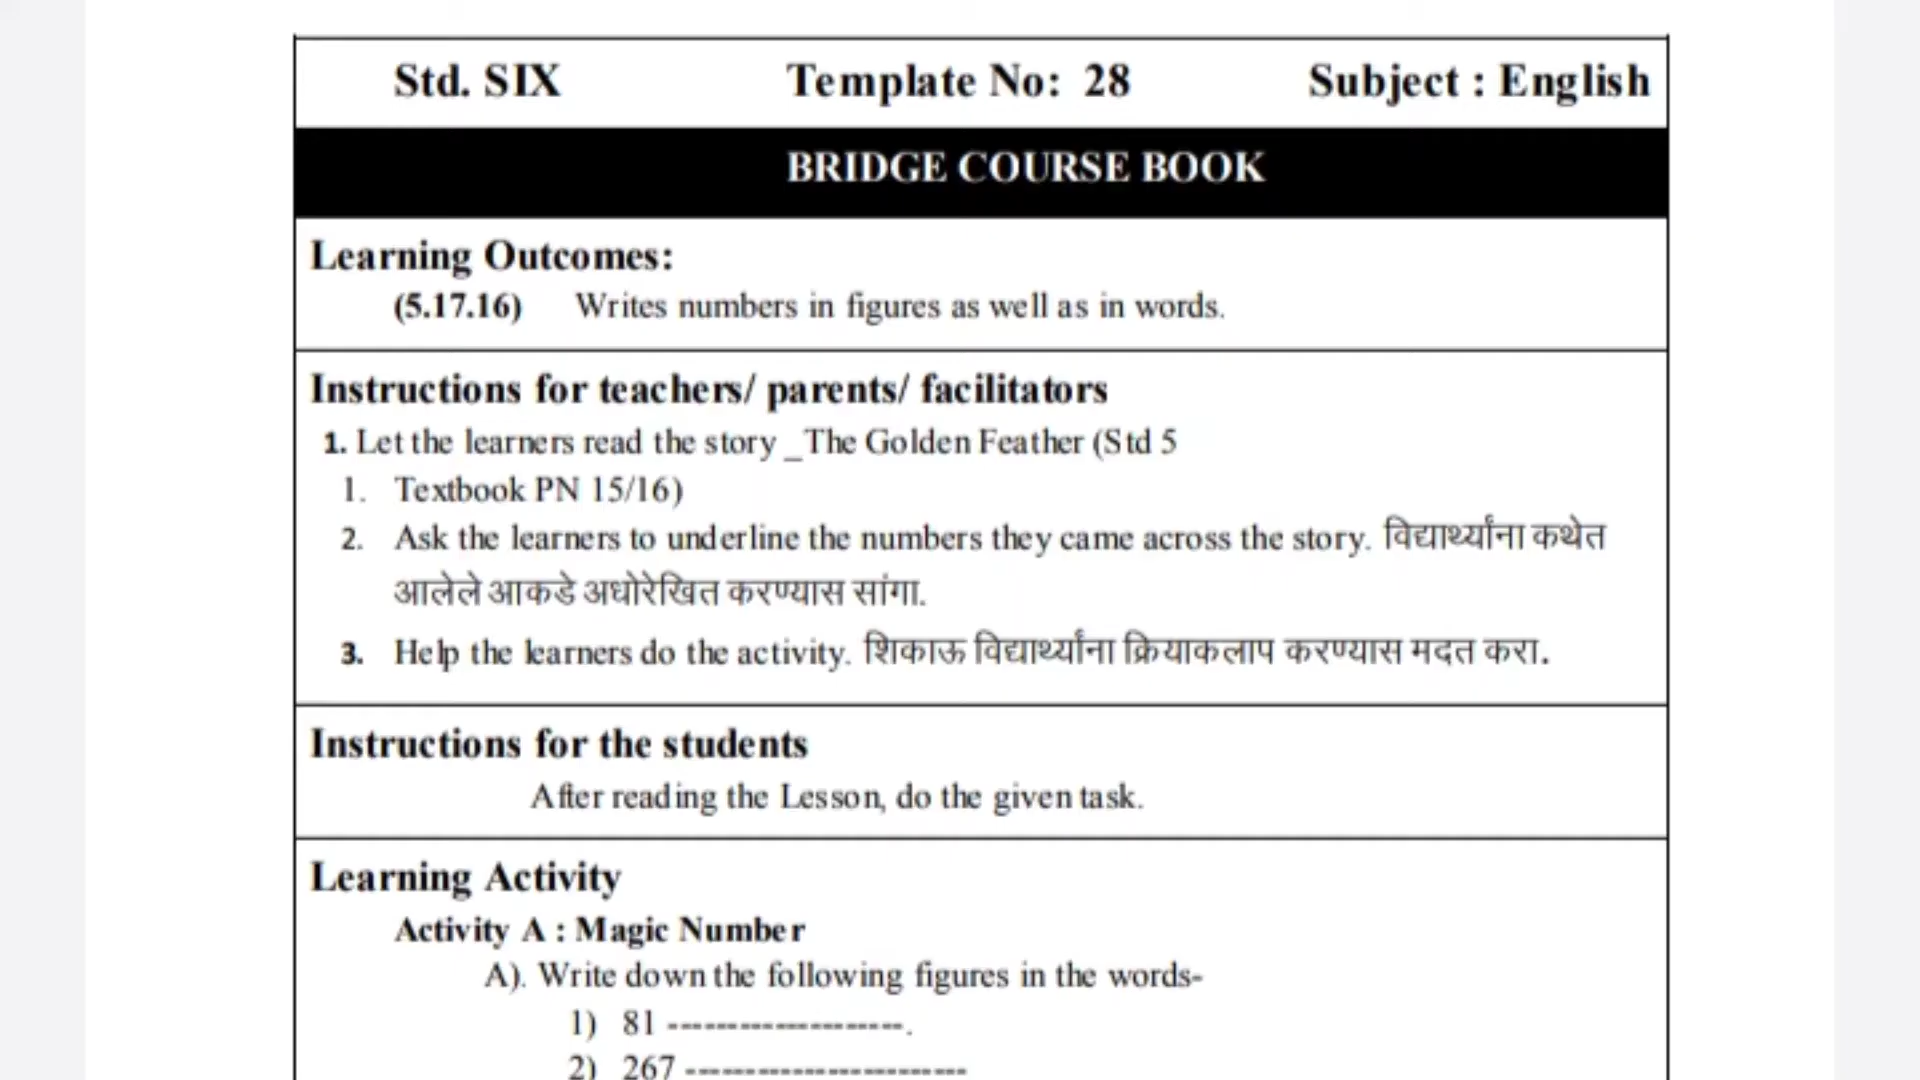 Std. SIX Template No: 28 Subject : English
BRIDGE COURSE BOOK
Learning Outcomes:
(5.17.16) Writes numbers in figures as well as in words.
Instructions for teachers/ parents/ facilitators
1. Let the learners read the story _The Golden Feather (Std 5
1. Textbook PN 15/16)
2. Ask the learners to underline the numbers they came across the story. विद्यार्थ्यांना कथेत
आलेले आकडे अधोरेखित करण्यास सांगा.
3. Help the learners do the activity. शिकाऊ विद्यार्थ्यांना क्रियाकलाप करण्यास मदत करा.
Instructions for the students
After reading the Lesson, do the given task.
Learning Activity
Activity A : Magic Number
A). Write down the following figures in the words-
1) 81 --------------------.
2) 267 ------------------------